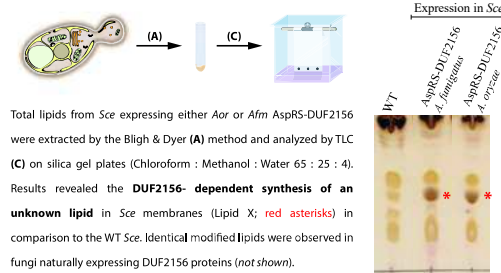 (A)
(C)
Expression in Sce
WT
AspRS-DUF2156
A. fumigatus
AspRS-DUF2156
A. oryzae
Total lipids from Sce expressing either Aor or Afm AspRS-DUF2156
were extracted by the Bligh & Dyer (A) method and analyzed by TLC
(C) on silica gel plates (Chloroform : Methanol : Water 65 : 25 : 4).
Results revealed the DUF2156- dependent synthesis of an
unknown lipid in Sce membranes (Lipid X; red asterisks) in
comparison to the WT Sce. Identical modified lipids were observed in
fungi naturally expressing DUF2156 proteins (not shown).
*
*